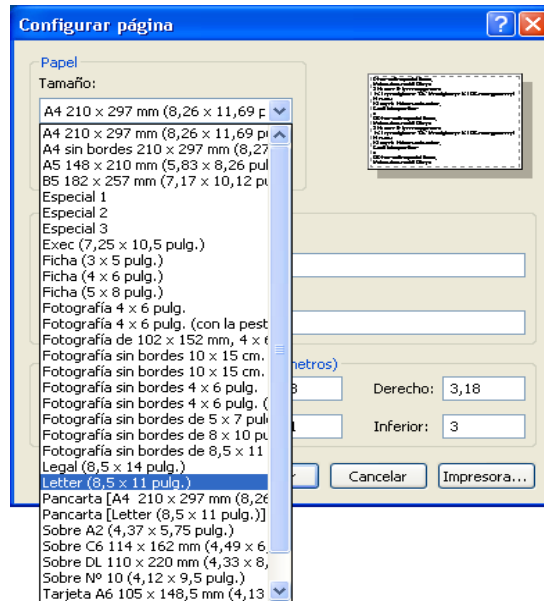 Configurar página
Papel
Tamaño:
A4 210 x 297 mm (8,26 x 11,69 p
A4 210 x 297 mm (8,26 x 11,69 pu
A4 sin bordes 210 x 297 mm (8,27
A5 148 x 210 mm (5,83 x 8,26 pul
B5 182 x 257 mm (7,17 x 10,12 pu
Especial 1
Especial 2
Especial 3
Exec (7,25 x 10,5 pulg.)
Ficha (3 x 5 pulg.)
Ficha (4 x 6 pulg.)
Ficha (5 x 8 pulg.)
Fotografía 4 x 6 pulg.
Fotografía 4 x 6 pulg. (con la pest
Fotografía de 102 x 152 mm, 4 x 6
Fotografía sin bordes 10 x 15 cm.
Fotografía sin bordes 10 x 15 cm.
Fotografía sin bordes 4 x 6 pulg.
Fotografía sin bordes 4 x 6 pulg. (
Fotografía sin bordes de 5 x 7 pul
Fotografía sin bordes de 8 x 10 pu
Fotografía sin bordes de 8,5 x 11
Legal (8,5 x 14 pulg.)
Letter (8,5 x 11 pulg.)
Pancarta [A4 210 x 297 mm (8,26
Pancarta [Letter (8,5 x 11 pulg.)]
Sobre A2 (4,37 x 5,75 pulg.)
Sobre C6 114 x 162 mm (4,49 x 6,
Sobre DL 110 x 220 mm (4,33 x 8,
Sobre Nº 10 (4,12 x 9,5 pulg.)
Tarjeta A6 105 x 148,5 mm (4,13
metros)
8 Derecho: 3,18
Inferior: 3
Cancelar Impresora...